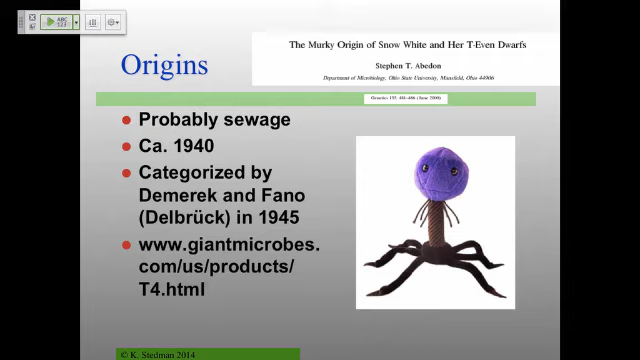 ABC
123
The Murky Origin of Snow White and Her T-Even Dwarfs
Stephen T. Abedon
Department of Microbiology, Ohio State University, Mansfield, Ohio 44906
Genetics 155, 481-486 (June 2000)
Origins
Probably sewage
Ca. 1940
Categorized by
Demerek and Fano
(Delbrück) in 1945
www.giantmicrobes.
com/us/products/
T4.html
© K. Stedman 2014